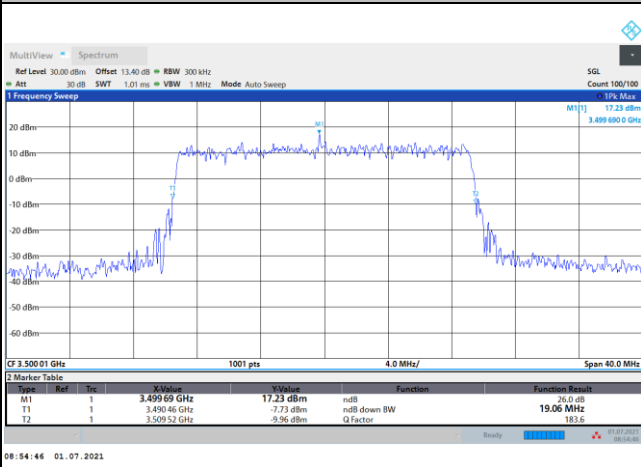 MultiView Spectrum
Ref Level 30.00 dBm Offset 13.40 dB RBW 300 kHz SGL
Att 30 dB SWT 1.01 ms VBW 1 MHz Mode Auto Sweep Count 100/100
1 Frequency Sweep 1Pk Max
M1[1] 17.23 dBm
3.499 690 0 GHz
M1
20 dBm
10 dBm
0 dBm
T1
T2
-10 dBm
-20 dBm
-30 dBm
-40 dBm
-50 dBm
-60 dBm
CF 3.500 01 GHz 1001 pts 4.0 MHz/ Span 40.0 MHz
2 Marker Table
Type Ref Trc X-Value Y-Value Function Function Result
M1 1 3.499 69 GHz 17.23 dBm ndB 26.0 dB
T1 1 3.490 46 GHz -7.73 dBm ndB down BW 19.06 MHz
T2 1 3.509 52 GHz -9.96 dBm Q Factor 183.6
Ready 01.07.2021
08:54:46
08:54:46 01.07.2021